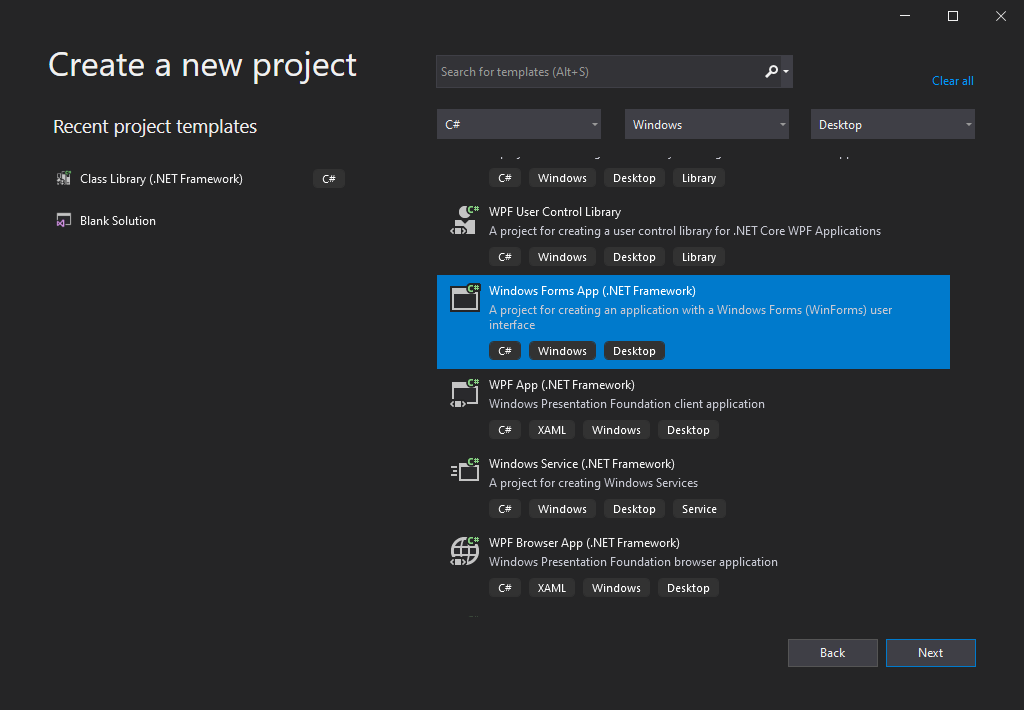 Create a new project
Search for templates (Alt+S)
Clear all
Recent project templates
C#
Windows
Desktop
Class Library (.NET Framework)
C#
Blank Solution
C#
Windows
Desktop
Library
WPF User Control Library
A project for creating a user control library for .NET Core WPF Applications
C#
Windows
Desktop
Library
Windows Forms App (.NET Framework)
A project for creating an application with a Windows Forms (WinForms) user
interface
C#
Windows
Desktop
WPF App (.NET Framework)
Windows Presentation Foundation client application
C#
XAML
Windows
Desktop
Windows Service (.NET Framework)
A project for creating Windows Services
C#
Windows
Desktop
Service
WPF Browser App (.NET Framework)
Windows Presentation Foundation browser application
C#
XAML
Windows
Desktop
Back
Next